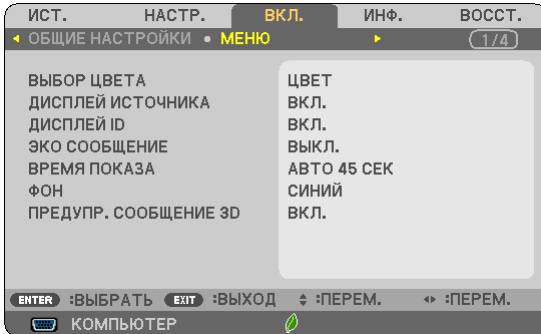 ИСТ. НАСТР. ВКЛ. ИНФ. ВОССТ.
ОБЩИЕ НАСТРОЙКИ • МЕНЮ 1/4
ВЫБОР ЦВЕТА ЦВЕТ
ДИСПЛЕЙ ИСТОЧНИКА ВКЛ.
ДИСПЛЕЙ ID ВКЛ.
ЭКО СООБЩЕНИЕ ВЫКЛ.
ВРЕМЯ ПОКАЗА АВТО 45 СЕК
ФОН СИНИЙ
ПРЕДУПР. СООБЩЕНИЕ 3D ВКЛ.
ENTER :ВЫБРАТЬ EXIT :ВЫХОД :ПЕРЕМ. :ПЕРЕМ.
КОМПЬЮТЕР